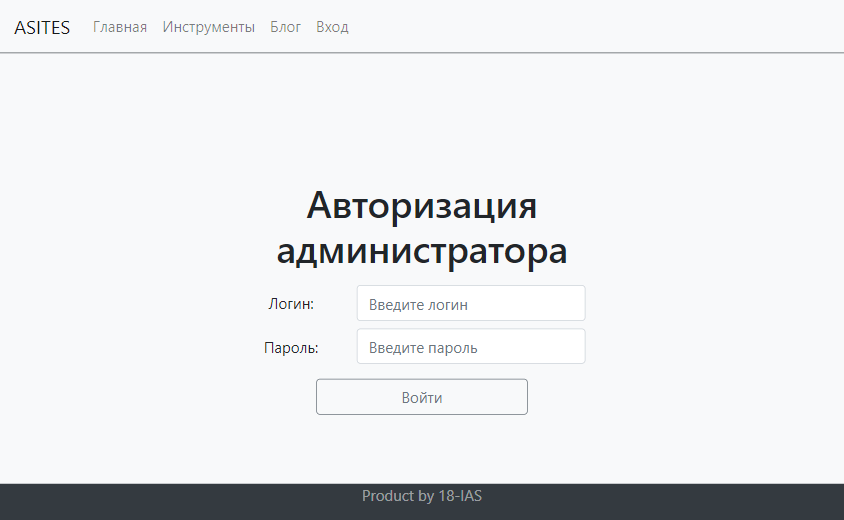 ASITES Главная Инструменты Блог Вход
Авторизация
администратора
Логин: Введите логин
Пароль: Введите пароль
Войти
Product by 18-IAS